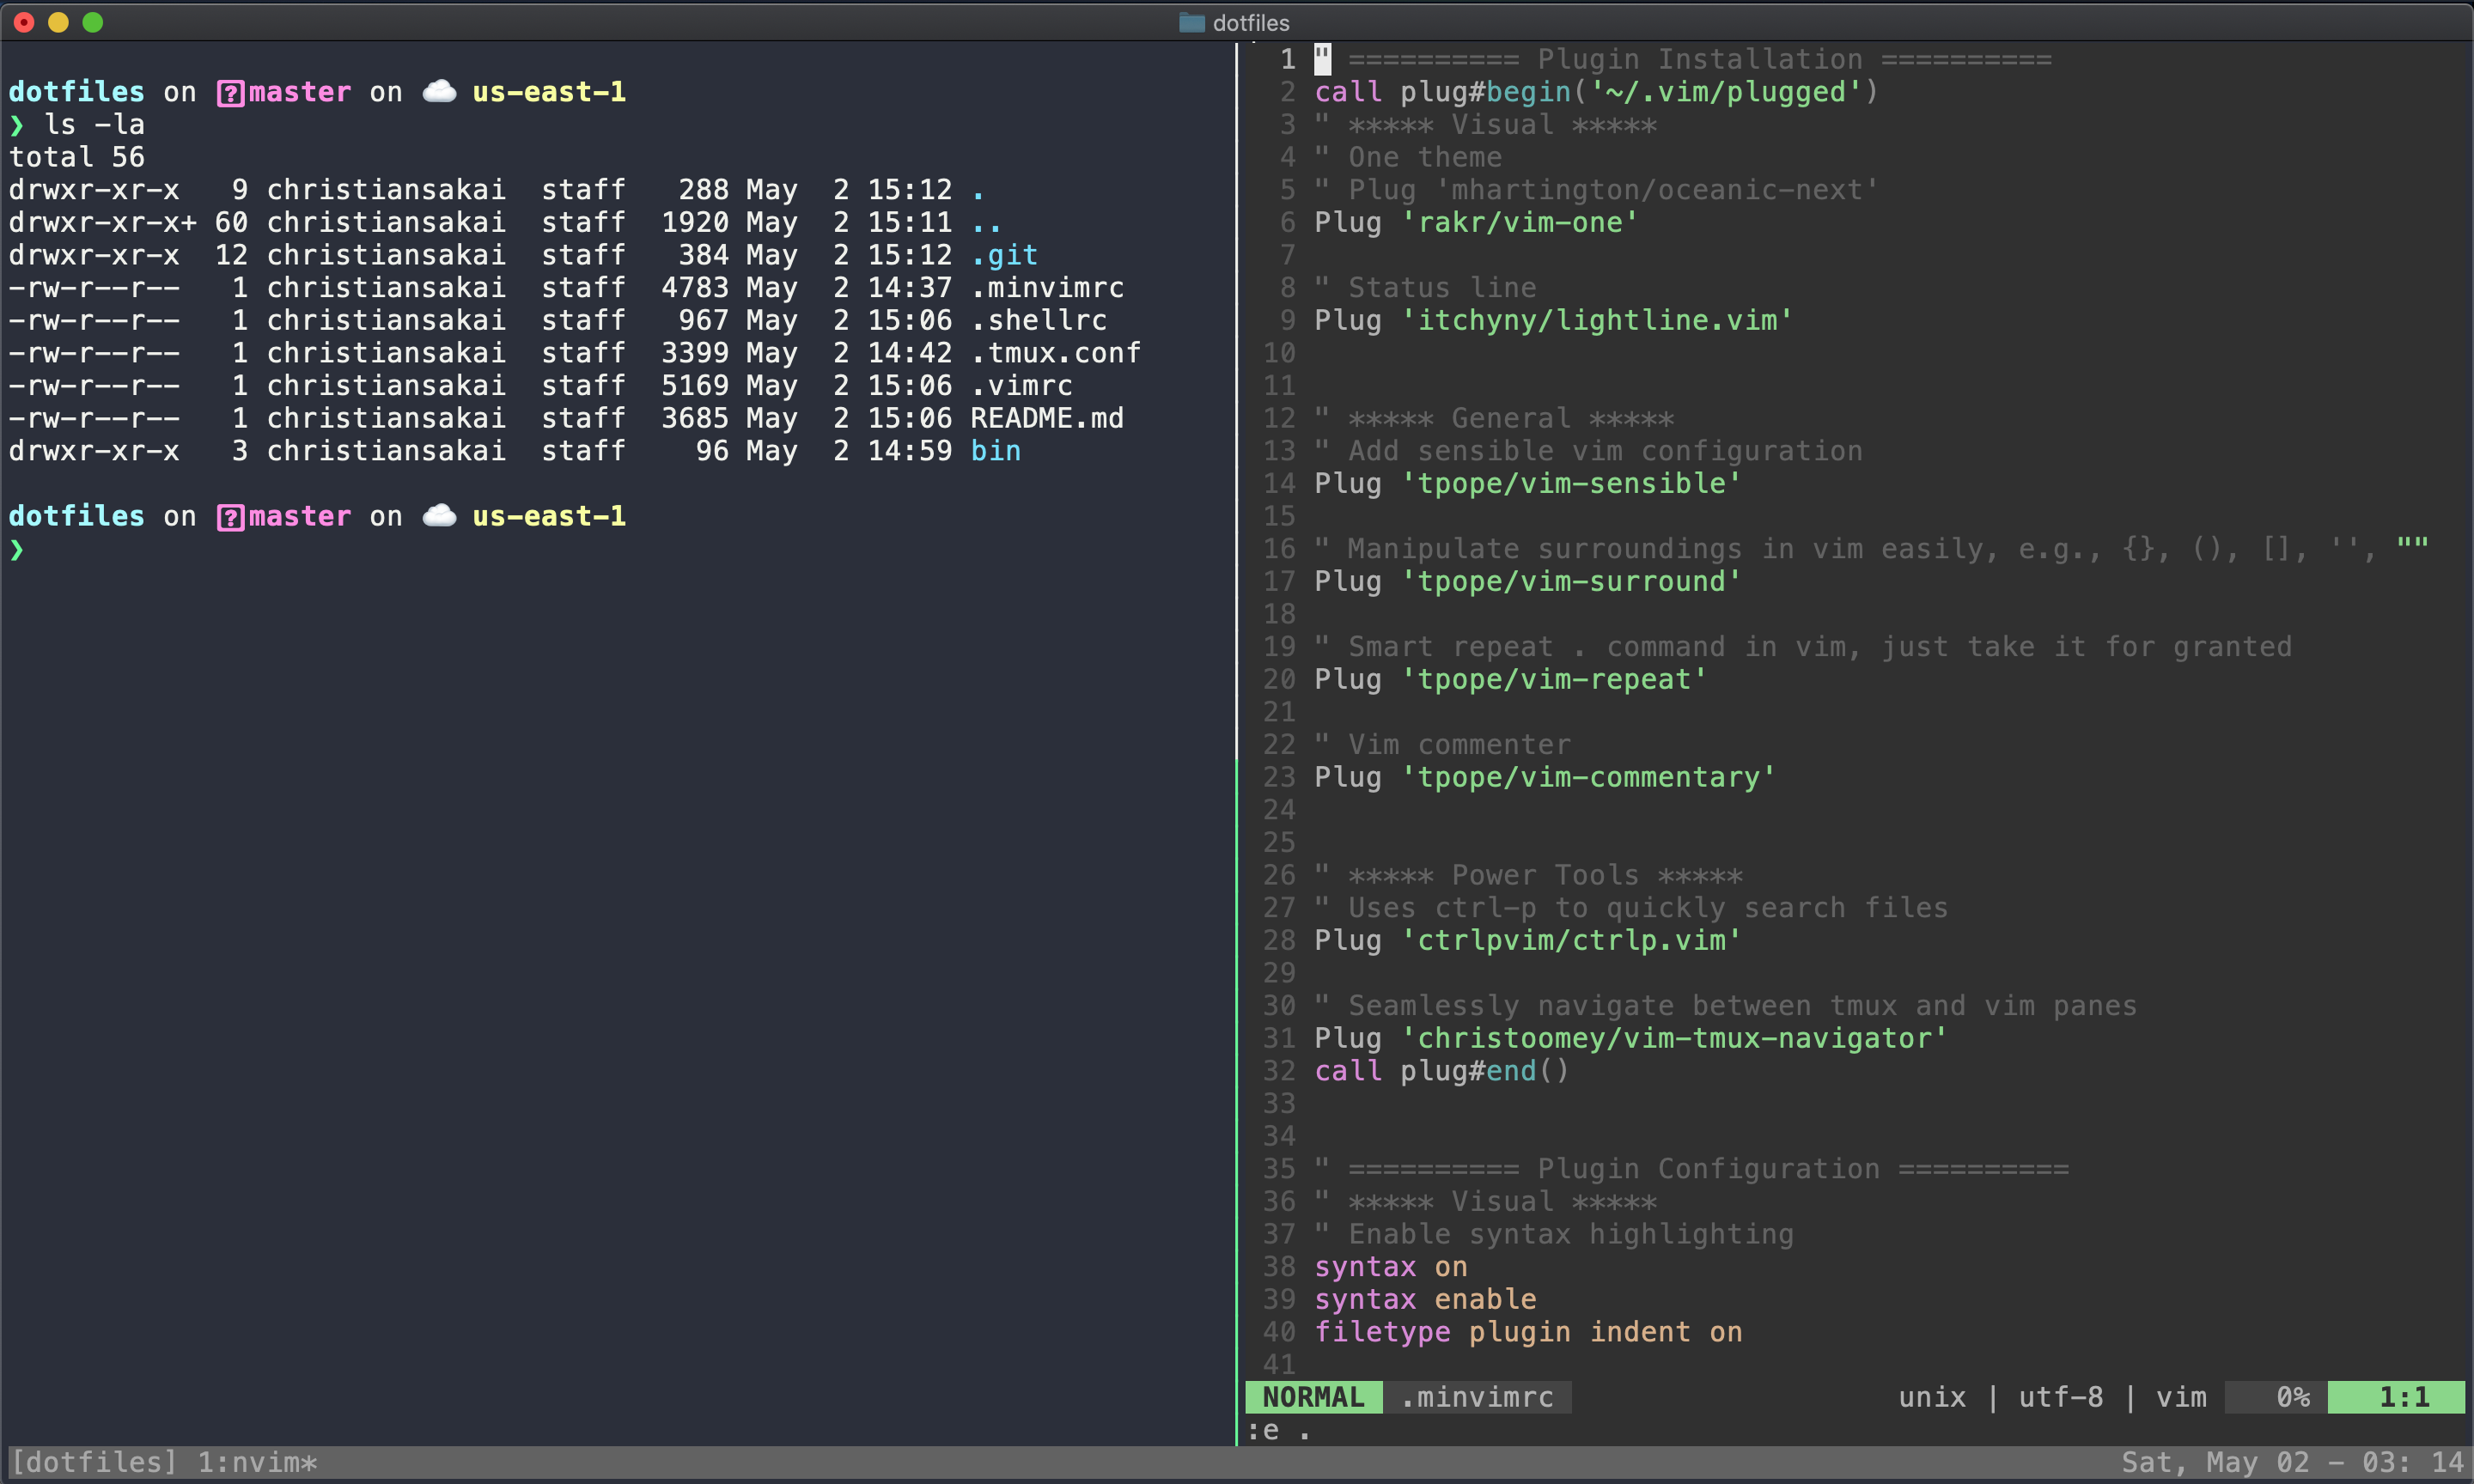 dotfiles
dotfiles on master on us-east-1
❯ ls -la
total 56
drwxr-xr-x   9 christiansakai  staff   288 May  2 15:12 .
drwxr-xr-x+ 60 christiansakai  staff  1920 May  2 15:11 ..
drwxr-xr-x  12 christiansakai  staff   384 May  2 15:12 .git
-rw-r--r--   1 christiansakai  staff  4783 May  2 14:37 .minvimrc
-rw-r--r--   1 christiansakai  staff   967 May  2 15:06 .shellrc
-rw-r--r--   1 christiansakai  staff  3399 May  2 14:42 .tmux.conf
-rw-r--r--   1 christiansakai  staff  5169 May  2 15:06 .vimrc
-rw-r--r--   1 christiansakai  staff  3685 May  2 15:06 README.md
drwxr-xr-x   3 christiansakai  staff    96 May  2 14:59 bin
dotfiles on master on us-east-1
❯
1 " ========== Plugin Installation ==========
2 call plug#begin('~/.vim/plugged')
3 " ***** Visual *****
4 " One theme
5 " Plug 'mhartington/oceanic-next'
6 Plug 'rakr/vim-one'
7
8 " Status line
9 Plug 'itchyny/lightline.vim'
10
11
12 " ***** General *****
13 " Add sensible vim configuration
14 Plug 'tpope/vim-sensible'
15
16 " Manipulate surroundings in vim easily, e.g., {}, (), [], '', ""
17 Plug 'tpope/vim-surround'
18
19 " Smart repeat . command in vim, just take it for granted
20 Plug 'tpope/vim-repeat'
21
22 " Vim commenter
23 Plug 'tpope/vim-commentary'
24
25
26 " ***** Power Tools *****
27 " Uses ctrl-p to quickly search files
28 Plug 'ctrlpvim/ctrlp.vim'
29
30 " Seamlessly navigate between tmux and vim panes
31 Plug 'christoomey/vim-tmux-navigator'
32 call plug#end()
33
34
35 " ========== Plugin Configuration ==========
36 " ***** Visual *****
37 " Enable syntax highlighting
38 syntax on
39 syntax enable
40 filetype plugin indent on
41
NORMAL .minvimrc unix | utf-8 | vim 0% 1:1
:e .
[dotfiles] 1:nvim* Sat, May 02 - 03: 14